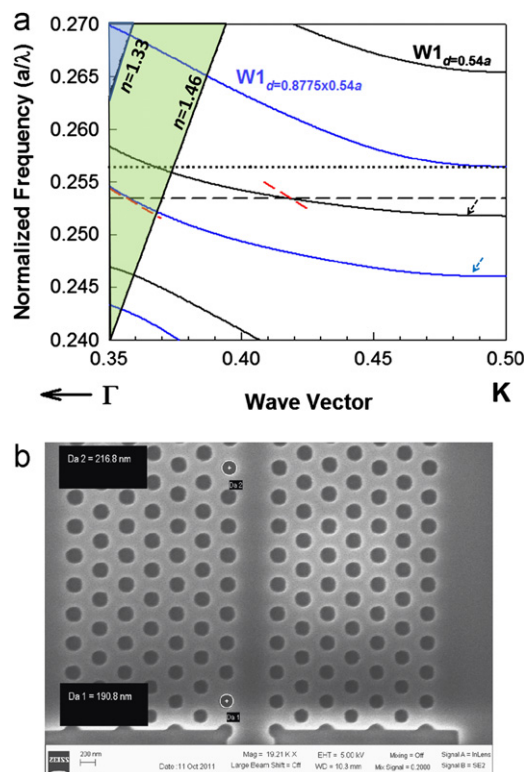 a
Normalized Frequency (a/λ)
0.270
0.265
0.260
0.255
0.250
0.245
0.240
n=1.33
n=1.46
W1d=0.8775x0.54a
W1d=0.54a
0.35
0.40
0.45
0.50
Γ
Wave Vector
K
b
Da 2 = 216.8 nm
Da 2
Da 1 = 190.8 nm
Da 1
200 nm
Mag = 19.21 K X
EHT = 5.00 kV
Mixing = Off
Signal A = InLens
Date :11 Oct 2011
Large Beam Shift = Off
WD = 10.3 mm
Mix Signal = 0.2000
Signal B = SE2